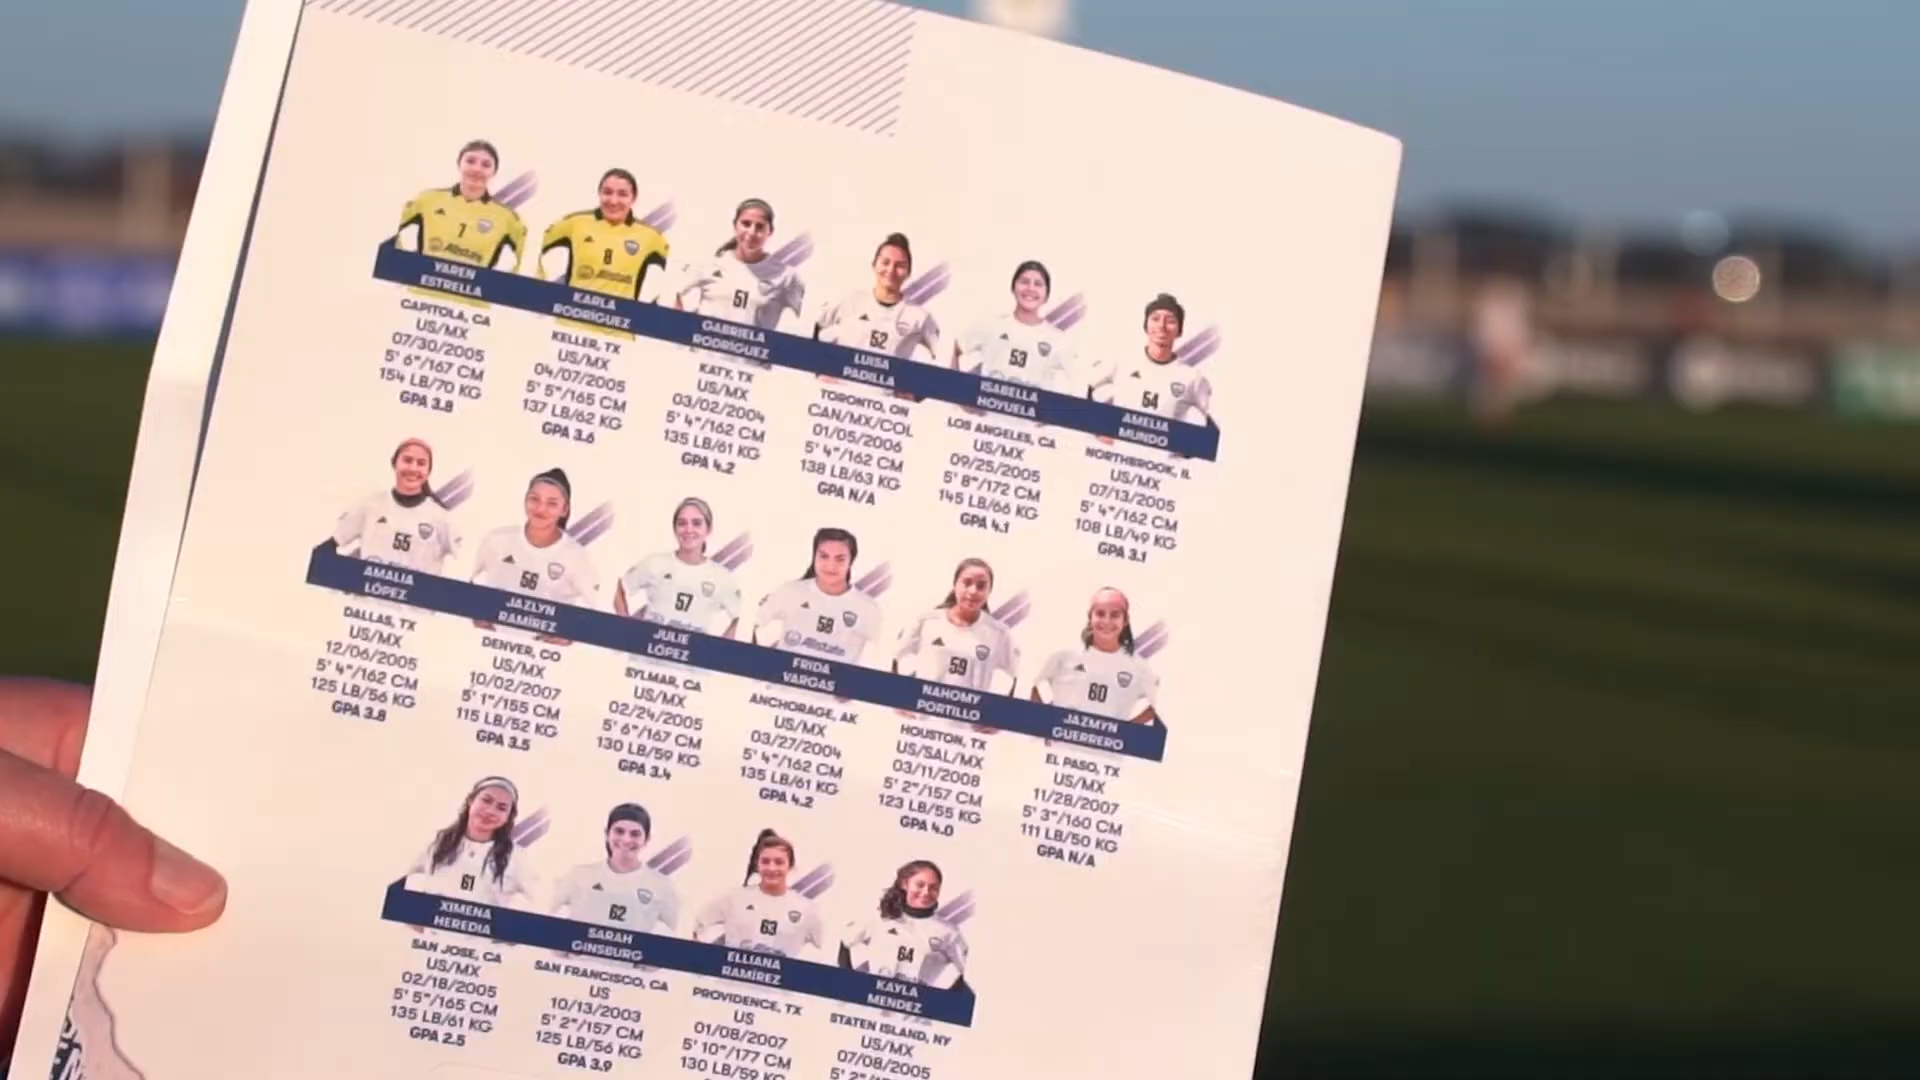 7
Allstate
YAREN
ESTRELLA
CAPITOLA, CA
US/MX
07/30/2005
5' 6"/167 CM
154 LB/70 KG
GPA 3.8
8
Allstate
KARLA
RODRÍGUEZ
KELLER, TX
US/MX
04/07/2005
5' 5"/165 CM
137 LB/62 KG
GPA 3.6
51
GABRIELA
RODRÍGUEZ
KATY, TX
US/MX
03/02/2004
5' 4"/162 CM
135 LB/61 KG
GPA 4.2
52
LUISA
PADILLA
TORONTO, ON
CAN/MX/COL
01/05/2006
5' 4"/162 CM
138 LB/63 KG
GPA N/A
53
ISABELLA
HOYUELA
LOS ANGELES, CA
US/MX
09/25/2005
5' 8"/172 CM
145 LB/66 KG
GPA 4.1
54
AMELIA
MUNDO
NORTHBROOK, IL
US/MX
07/13/2005
5' 4"/162 CM
108 LB/49 KG
GPA 3.1
55
AMALIA
LÓPEZ
DALLAS, TX
US/MX
12/06/2005
5' 4"/162 CM
125 LB/56 KG
GPA 3.8
56
JAZLYN
RAMÍREZ
DENVER, CO
US/MX
10/02/2007
5' 1"/155 CM
115 LB/52 KG
GPA 3.5
57
JULIE
LÓPEZ
SYLMAR, CA
US/MX
02/24/2005
5' 6"/167 CM
130 LB/59 KG
GPA 3.4
58
Allstate
FRIDA
VARGAS
ANCHORAGE, AK
US/MX
03/27/2004
5' 4"/162 CM
135 LB/61 KG
GPA 4.2
59
NAHOMY
PORTILLO
HOUSTON, TX
US/SAL/MX
03/11/2008
5' 2"/157 CM
123 LB/55 KG
GPA 4.0
60
JAZMYN
GUERRERO
EL PASO, TX
US/MX
11/28/2007
5' 3"/160 CM
111 LB/50 KG
GPA N/A
61
XIMENA
HEREDIA
SAN JOSE, CA
US/MX
02/18/2005
5' 5"/165 CM
135 LB/61 KG
GPA 2.5
62
SARAH
GINSBURG
SAN FRANCISCO, CA
US
10/13/2003
5' 2"/157 CM
125 LB/56 KG
GPA 3.9
63
ELLIANA
RAMÍREZ
PROVIDENCE, TX
US
01/08/2007
5' 10"/177 CM
130 LB/59 KG
64
KAYLA
MENDEZ
STATEN ISLAND, NY
US/MX
07/08/2005
5' 2"